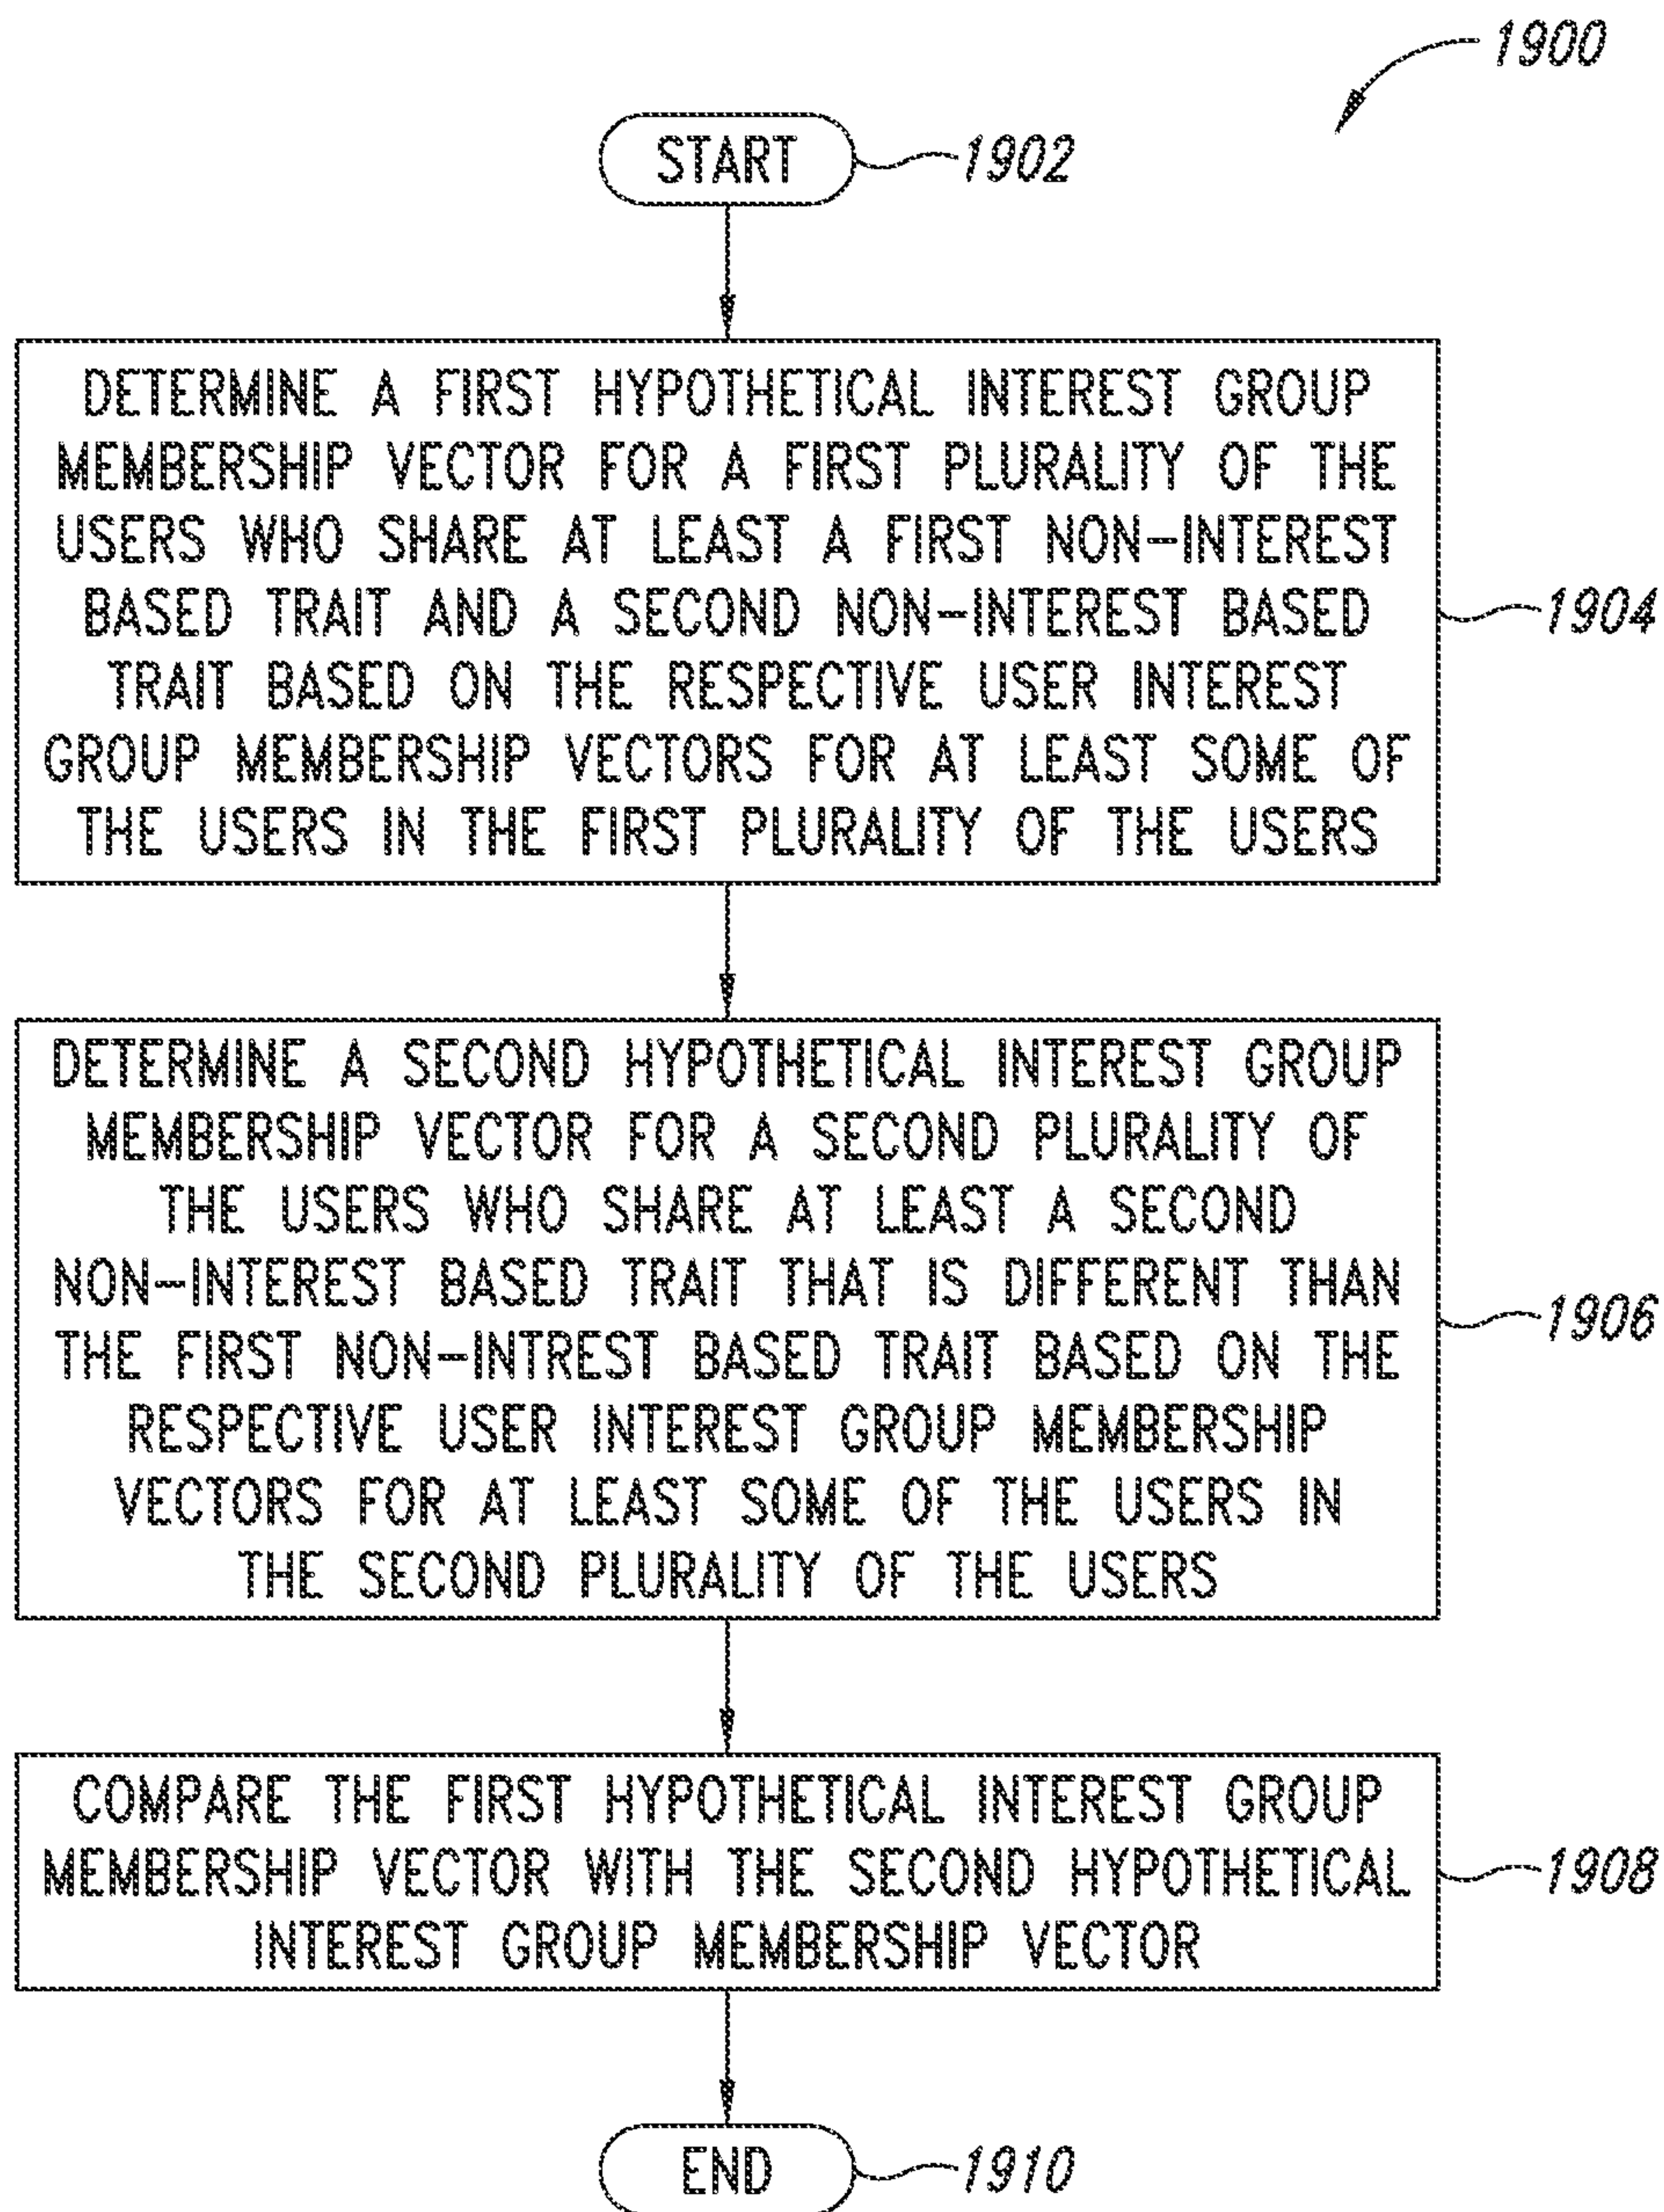 1900
START
1902
DETERMINE A FIRST HYPOTHETICAL INTEREST GROUP
MEMBERSHIP VECTOR FOR A FIRST PLURALITY OF THE
USERS WHO SHARE AT LEAST A FIRST NON-INTEREST
BASED TRAIT AND A SECOND NON-INTEREST BASED
TRAIT BASED ON THE RESPECTIVE USER INTEREST
GROUP MEMBERSHIP VECTORS FOR AT LEAST SOME OF
THE USERS IN THE FIRST PLURALITY OF THE USERS
1904
DETERMINE A SECOND HYPOTHETICAL INTEREST GROUP
MEMBERSHIP VECTOR FOR A SECOND PLURALITY OF
THE USERS WHO SHARE AT LEAST A SECOND
NON-INTEREST BASED TRAIT THAT IS DIFFERENT THAN
THE FIRST NON-INTREST BASED TRAIT BASED ON THE
RESPECTIVE USER INTEREST GROUP MEMBERSHIP
VECTORS FOR AT LEAST SOME OF THE USERS IN
THE SECOND PLURALITY OF THE USERS
1906
COMPARE THE FIRST HYPOTHETICAL INTEREST GROUP
MEMBERSHIP VECTOR WITH THE SECOND HYPOTHETICAL
INTEREST GROUP MEMBERSHIP VECTOR
1908
END
1910